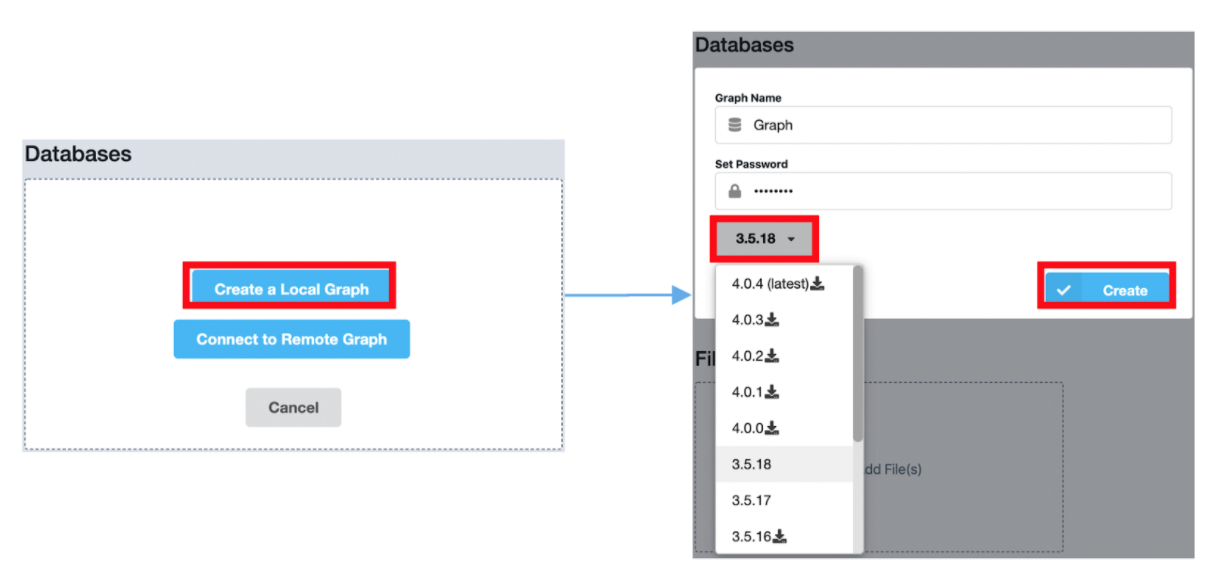 Databases
Create a Local Graph
Connect to Remote Graph
Cancel
Databases
Graph Name
Graph
Set Password
••••••••
3.5.18
4.0.4 (latest)
4.0.3
4.0.2
4.0.1
4.0.0
3.5.18
3.5.17
3.5.16
Create
Fil
dd File(s)